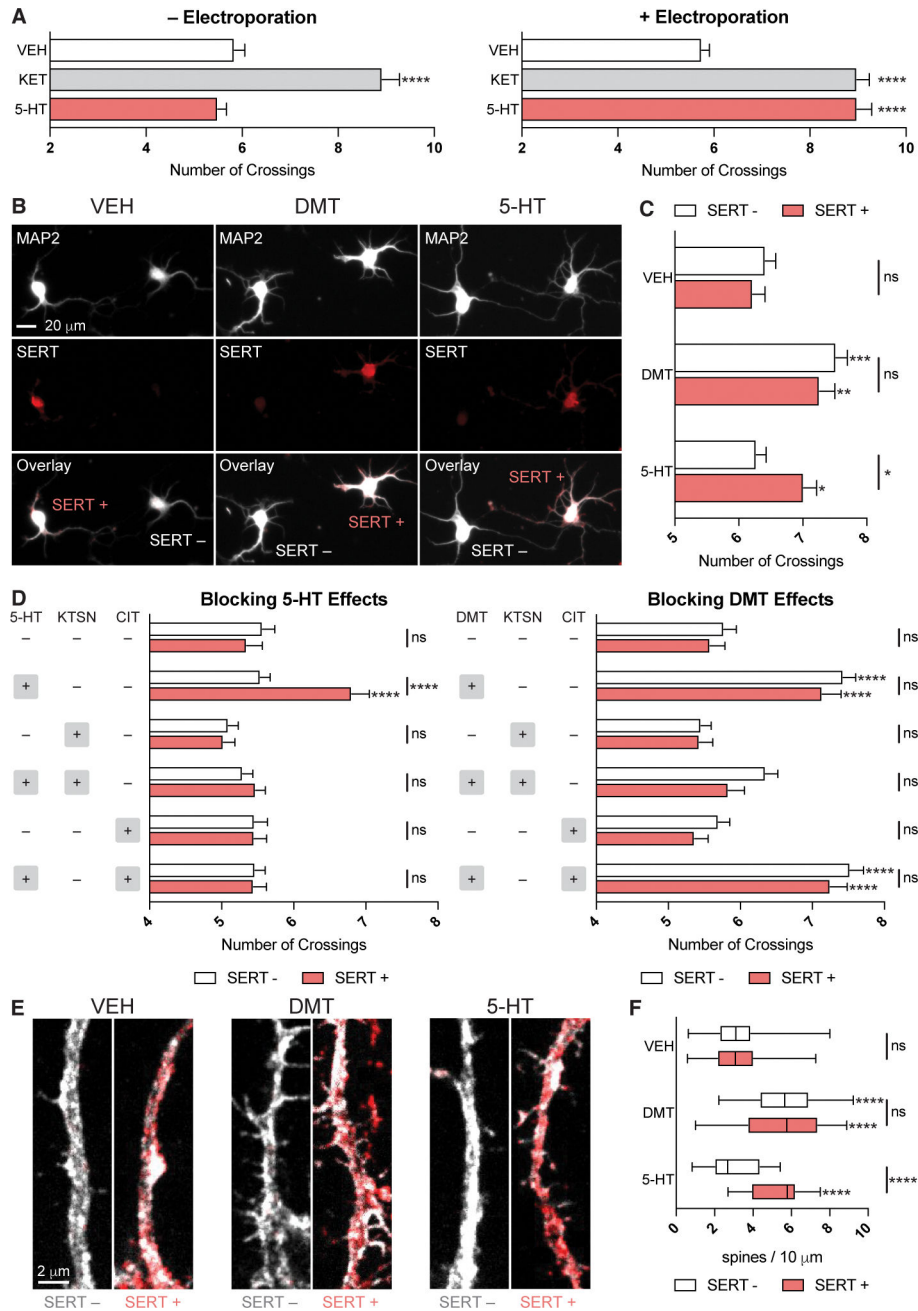 A
– Electroporation
VEH
KET
5-HT
****
2 4 6 8 10
Number of Crossings
+ Electroporation
VEH
KET
5-HT
****
****
2 4 6 8 10
Number of Crossings
B
VEH DMT 5-HT
MAP2 MAP2 MAP2
20 μm
SERT SERT SERT
Overlay Overlay Overlay
SERT + SERT –
SERT – SERT +
SERT + SERT –
C
SERT - SERT +
VEH ns
DMT *** ** ns
5-HT * *
5 6 7 8
Number of Crossings
D
Blocking 5-HT Effects
5-HT KTSN CIT
– – – ns
+ – – **** ****
– + – ns
+ + – ns
– – + ns
+ – + ns
4 5 6 7 8
Number of Crossings
SERT - SERT +
Blocking DMT Effects
DMT KTSN CIT
– – – ns
+ – – **** **** ns
– + – ns
+ + – ns
– – + ns
+ – + **** **** ns
4 5 6 7 8
Number of Crossings
SERT - SERT +
E
VEH DMT 5-HT
2 μm
SERT – SERT + SERT – SERT + SERT – SERT +
F
VEH ns
DMT **** **** ns
5-HT **** ****
0 2 4 6 8 10
spines / 10 μm
SERT - SERT +